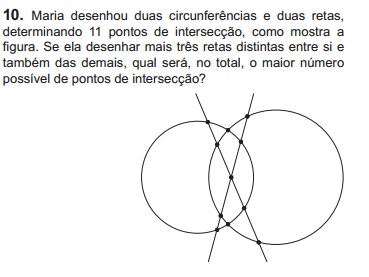 10. Maria desenhou duas circunferências e duas retas,
determinando 11 pontos de intersecção, como mostra a
figura. Se ela desenhar mais três retas distintas entre si e
também das demais, qual será, no total, o maior número
possível de pontos de intersecção?